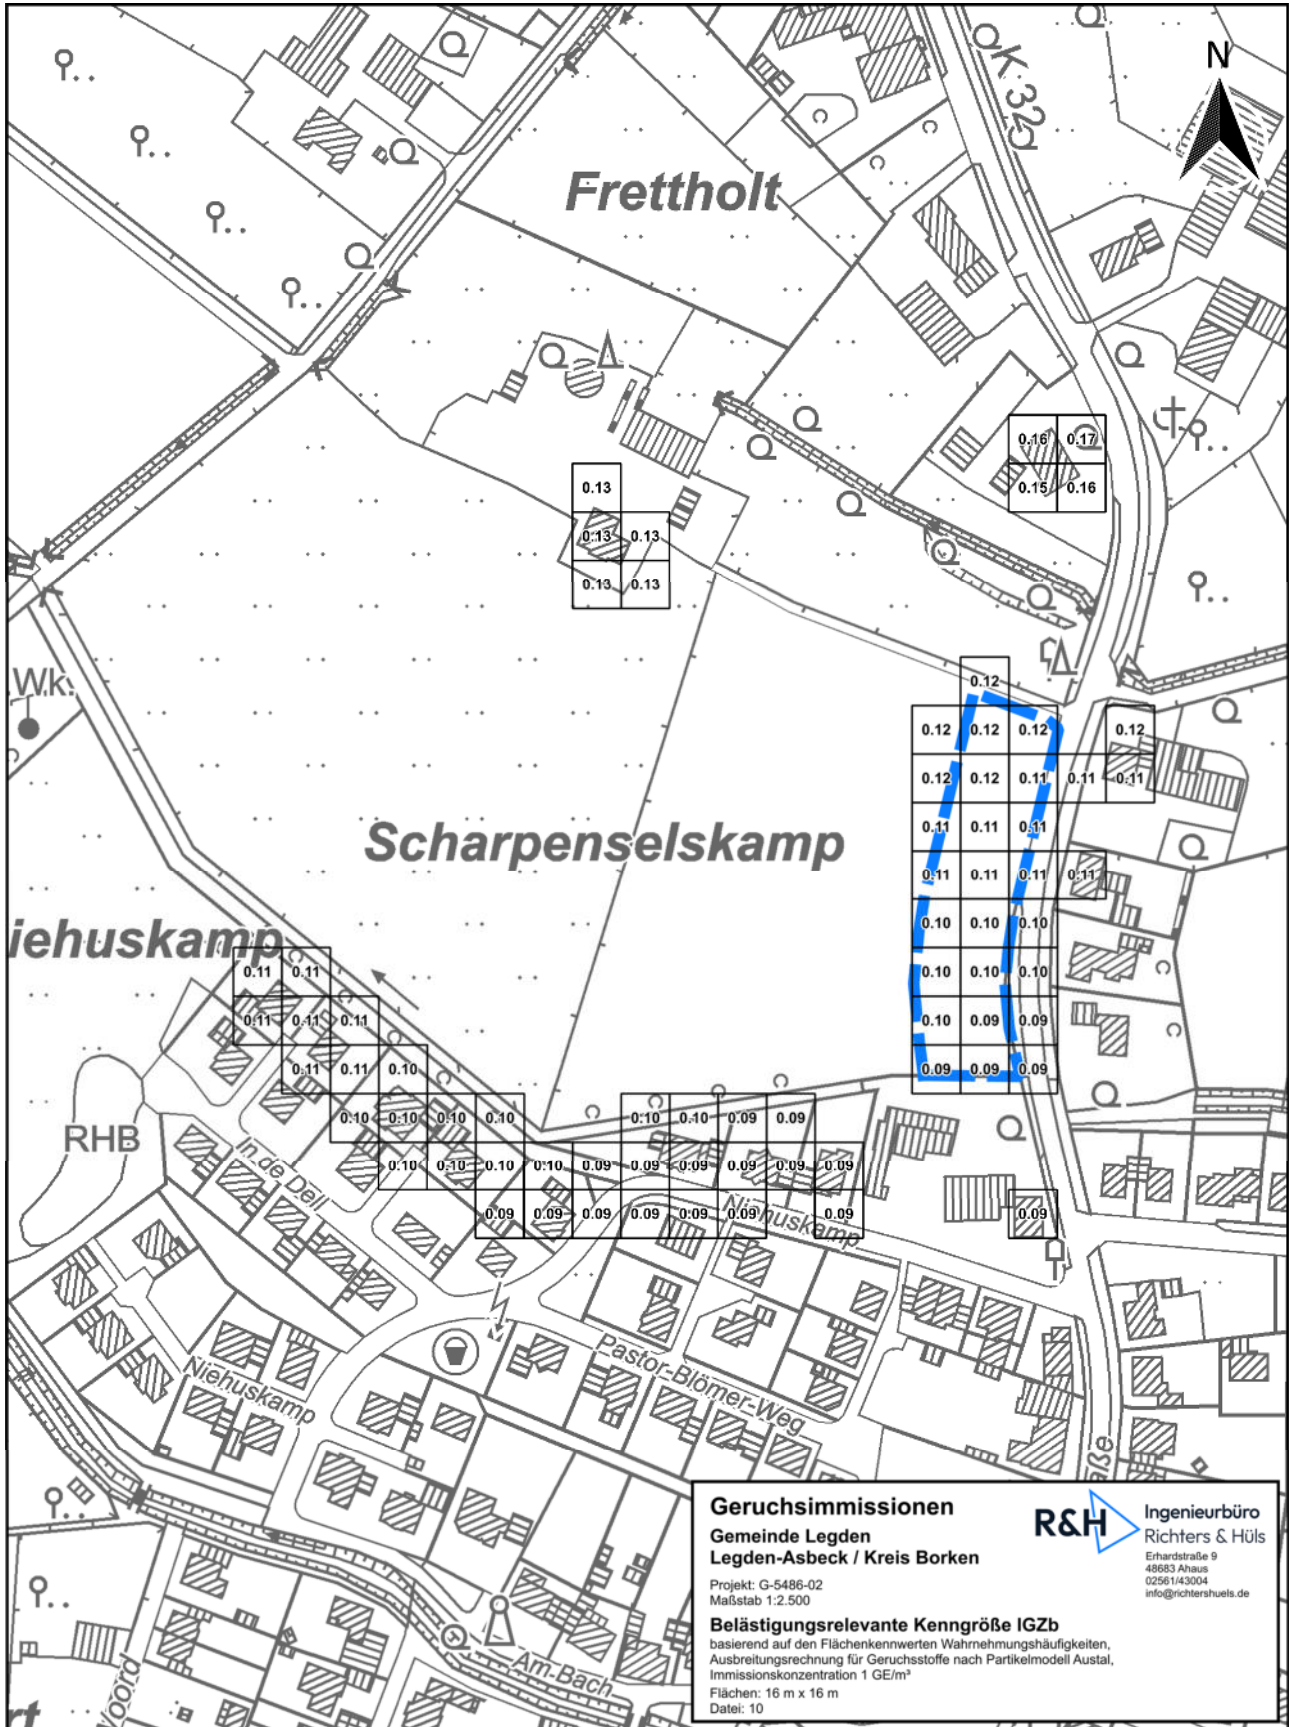 K 32
N
Frettholt
0.16 0.17
0.15 0.16
0.13
0.13 0.13
0.13 0.13
Wk.
0.12
0.12 0.12 0.12 0.12
0.12 0.12 0.11 0.11 0.11
0.11 0.11 0.11
Scharpenselskamp
0.11 0.11 0.11 0.11
0.10 0.10 0.10
iehuskamp
0.11 0.11 0.10 0.10 0.10
0.11 0.11 0.11 0.10 0.09 0.09
0.11 0.11 0.10 0.09 0.09 0.09
0.10 0.10 0.10 0.10 0.10 0.10 0.09 0.09
RHB
In de Dell
0.10 0.10 0.10 0.10 0.09 0.09 0.09 0.09 0.09 0.09
0.09 0.09 0.09 0.09 0.09 0.09 0.09 0.09
Niehuskamp
Pastor-Blömer-Weg
Niehuskamp
aße
Am-Bach
Geruchsimmissionen
Gemeinde Legden
Legden-Asbeck / Kreis Borken
Projekt: G-5486-02
Maßstab 1:2.500
Belästigungsrelevante Kenngröße IGZb
basierend auf den Flächenkennwerten Wahrnehmungshäufigkeiten,
Ausbreitungsrechnung für Geruchsstoffe nach Partikelmodell Austal,
Immissionskonzentration 1 GE/m³
Flächen: 16 m x 16 m
Datei: 10
R&H
Ingenieurbüro
Richters & Hüls
Erhardstraße 9
48683 Ahaus
02561/43004
info@richtershuels.de